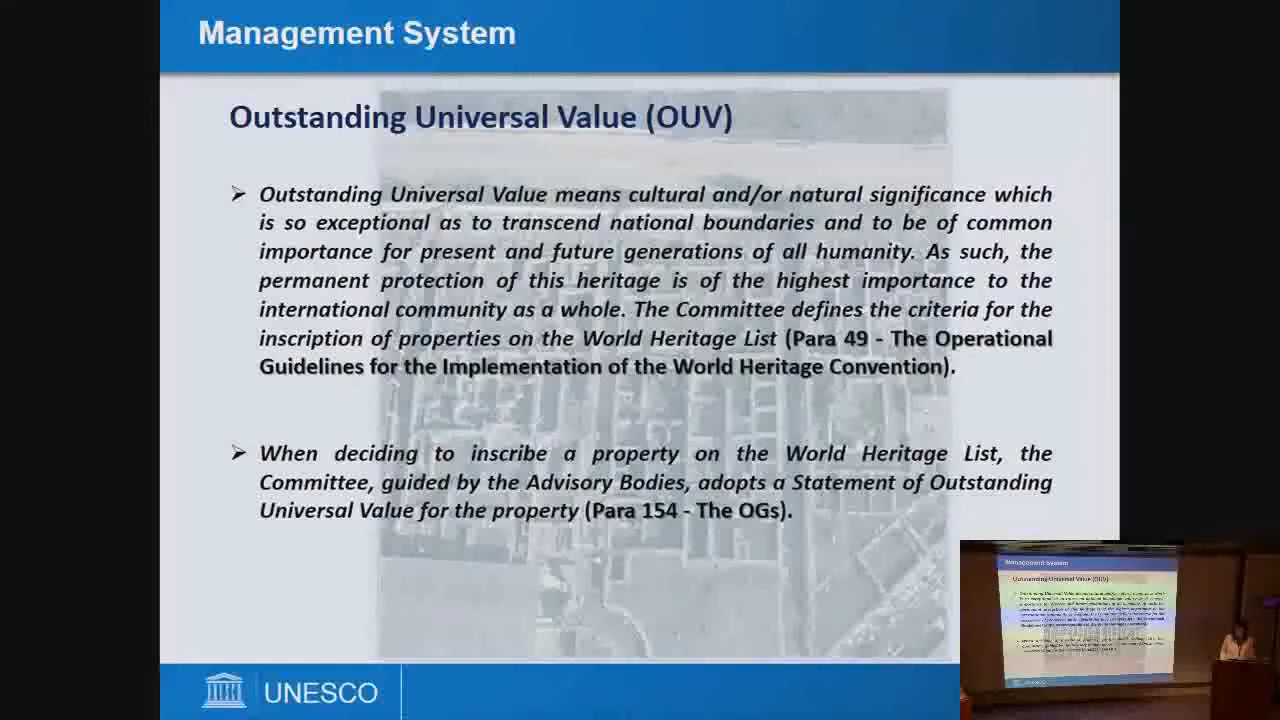 Management System
Outstanding Universal Value (OUV)
➢ Outstanding Universal Value means cultural and/or natural significance which
is so exceptional as to transcend national boundaries and to be of common
importance for present and future generations of all humanity. As such, the
permanent protection of this heritage is of the highest importance to the
international community as a whole. The Committee defines the criteria for the
inscription of properties on the World Heritage List (Para 49 - The Operational
Guidelines for the Implementation of the World Heritage Convention).
➢ When deciding to inscribe a property on the World Heritage List, the
Committee, guided by the Advisory Bodies, adopts a Statement of Outstanding
Universal Value for the property (Para 154 - The OGs).
UNESCO
Management System
Outstanding Universal Value (OUV)